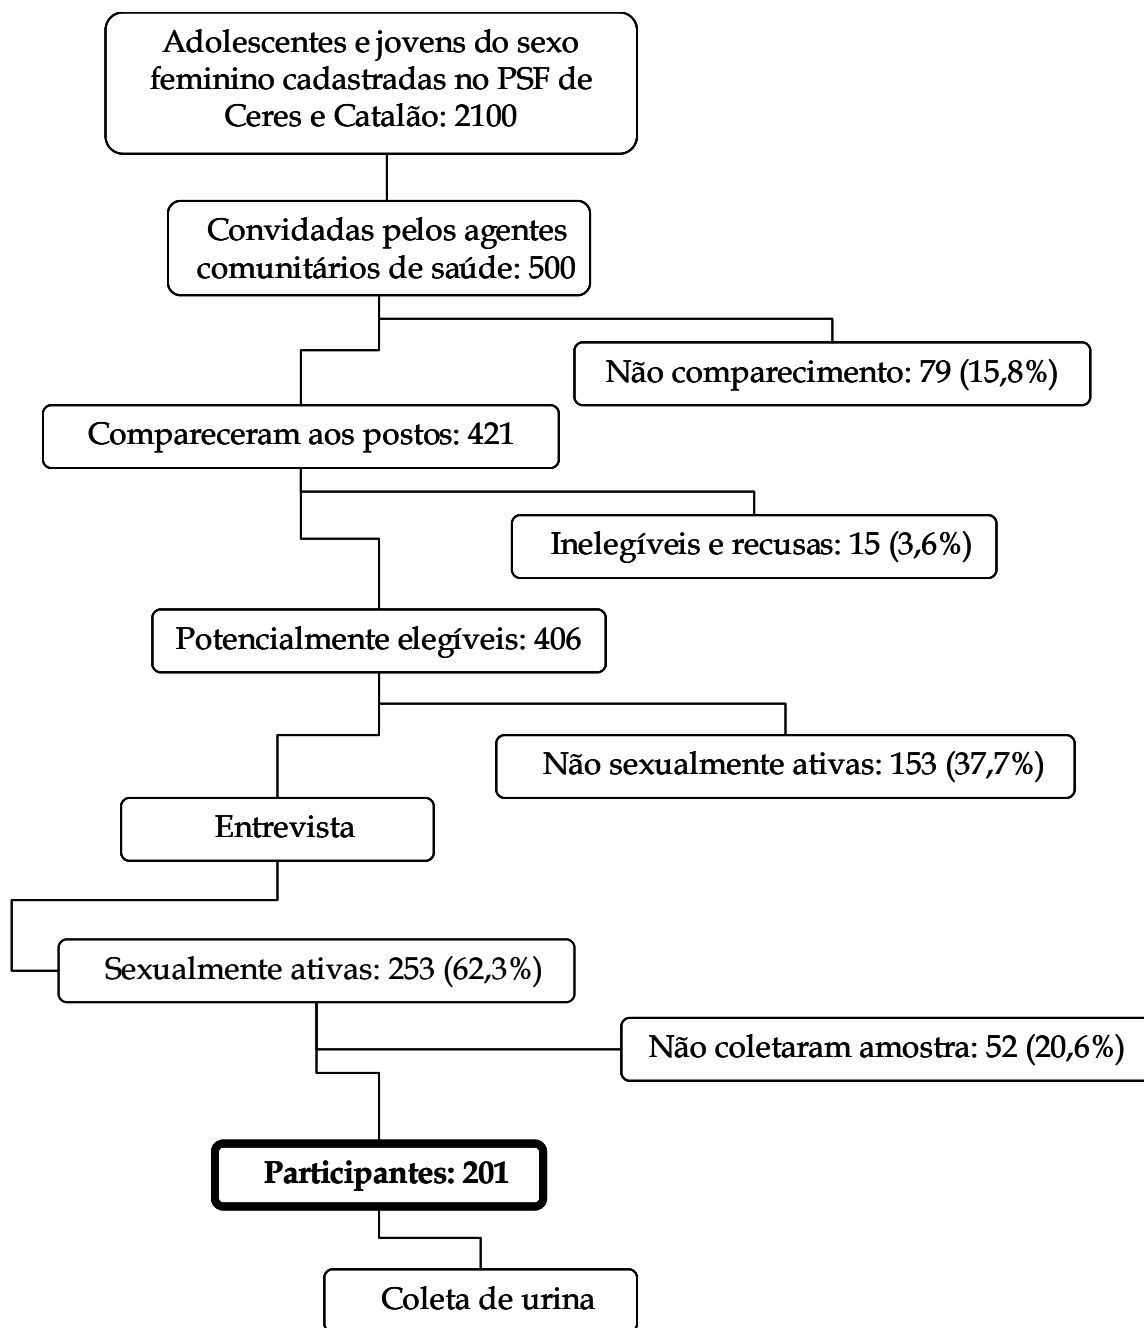 Adolescentes e jovens do sexo
feminino cadastradas no PSF de
Ceres e Catalão: 2100
Convidadas pelos agentes
comunitários de saúde: 500
Não comparecimento: 79 (15,8%)
Compareceram aos postos: 421
Inelegíveis e recusas: 15 (3,6%)
Potencialmente elegíveis: 406
Não sexualmente ativas: 153 (37,7%)
Entrevista
Sexualmente ativas: 253 (62,3%)
Não coletaram amostra: 52 (20,6%)
Participantes: 201
Coleta de urina